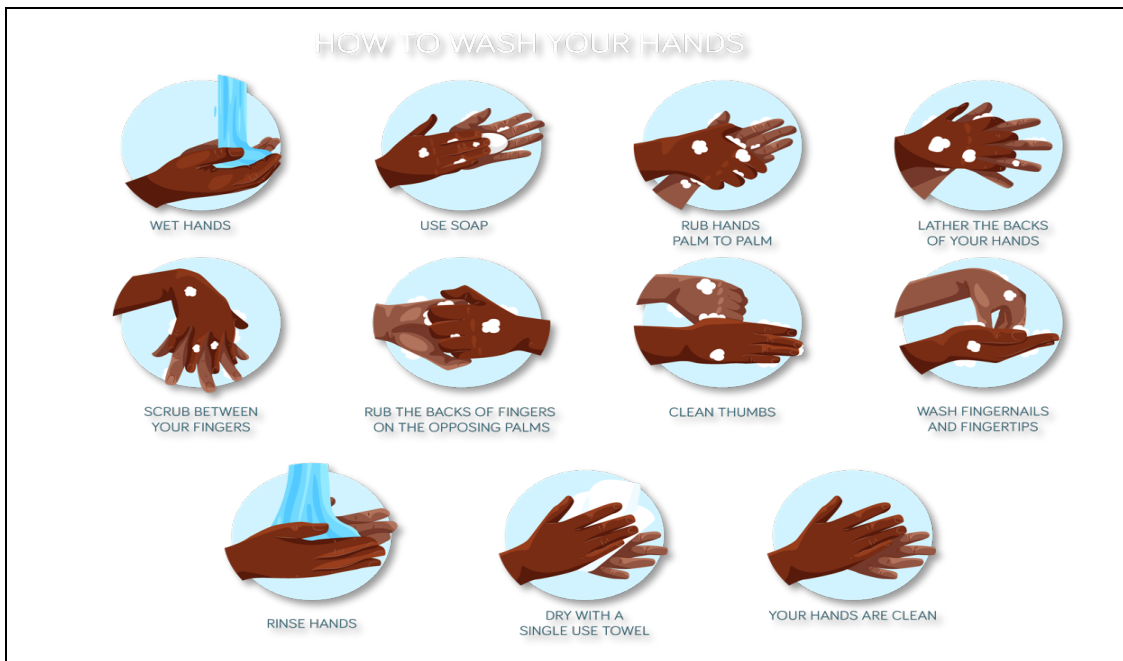 HOW TO WASH YOUR HANDS
WET HANDS
USE SOAP
RUB HANDS
PALM TO PALM
LATHER THE BACKS
OF YOUR HANDS
SCRUB BETWEEN
YOUR FINGERS
RUB THE BACKS OF FINGERS
ON THE OPPOSING PALMS
CLEAN THUMBS
WASH FINGERNAILS
AND FINGERTIPS
RINSE HANDS
DRY WITH A
SINGLE USE TOWEL
YOUR HANDS ARE CLEAN